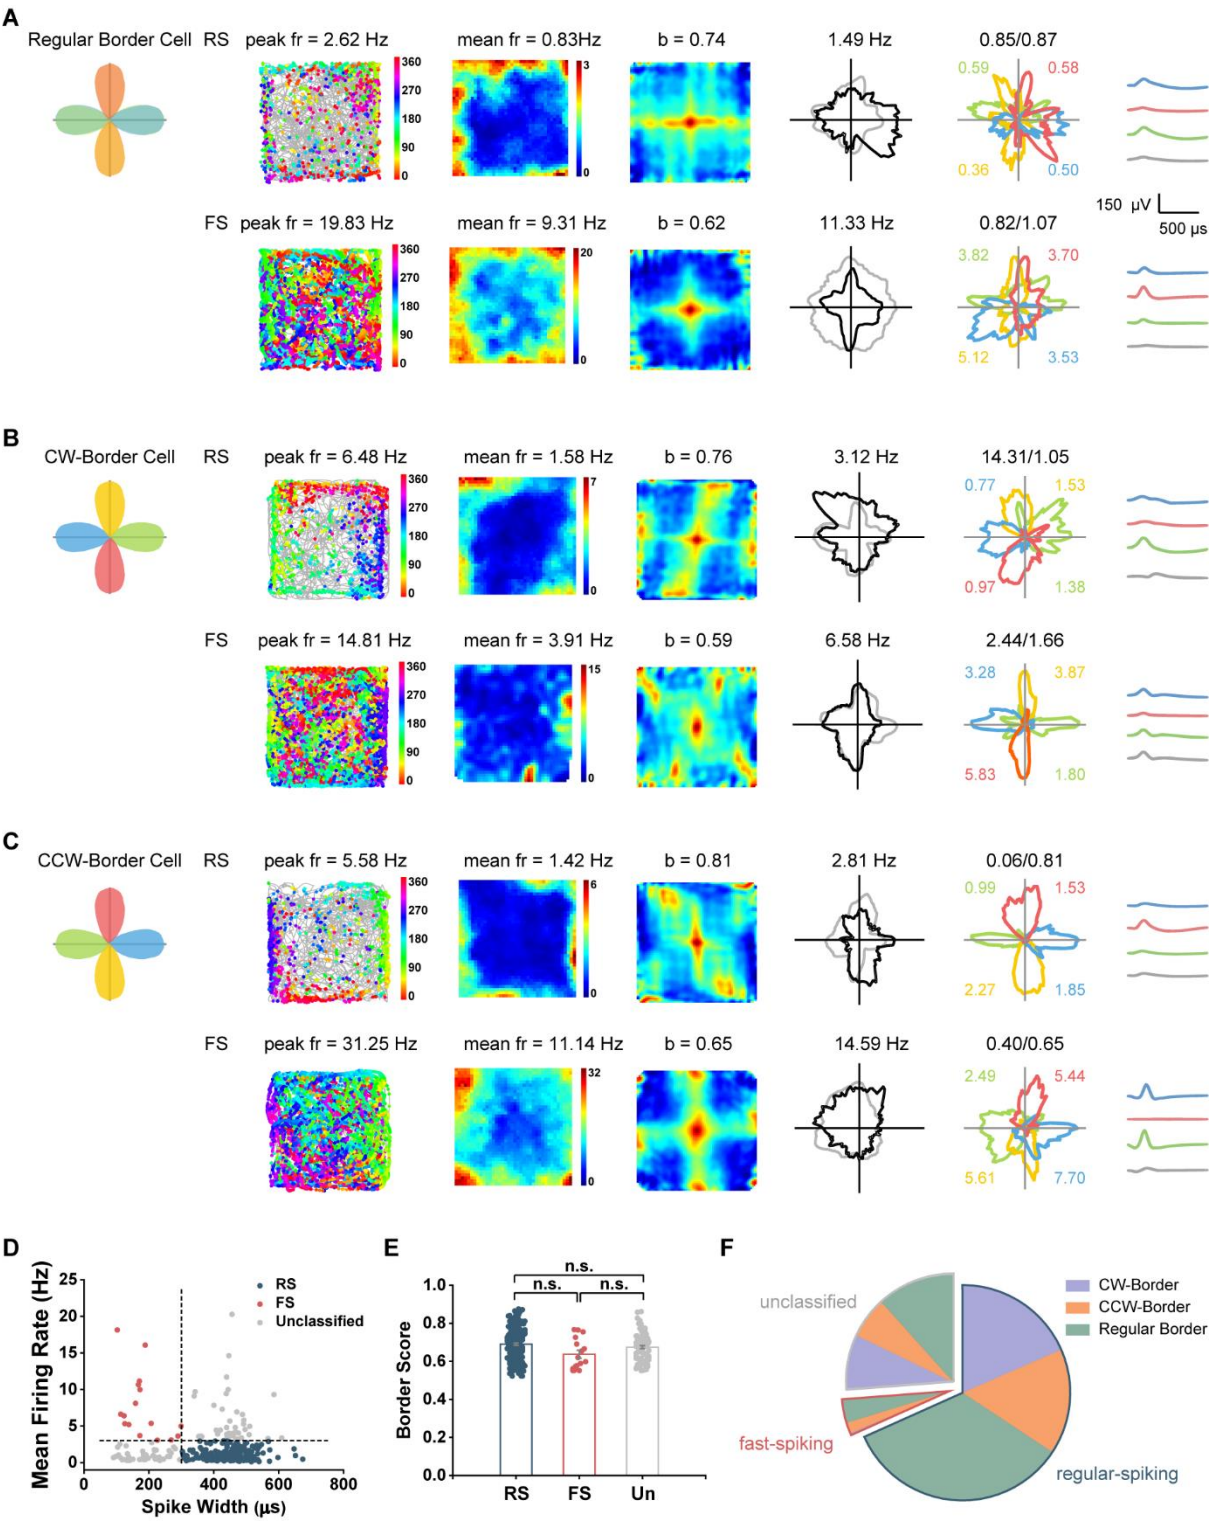 A
Regular Border Cell RS peak fr = 2.62 Hz mean fr = 0.83Hz b = 0.74 1.49 Hz 0.85/0.87
360 270 180 90 0
3 0
0.59 0.58 0.36 0.50
150 µV
500 µs
FS peak fr = 19.83 Hz mean fr = 9.31 Hz b = 0.62 11.33 Hz 0.82/1.07
360 270 180 90 0
20 0
3.82 3.70 5.12 3.53
B
CW-Border Cell RS peak fr = 6.48 Hz mean fr = 1.58 Hz b = 0.76 3.12 Hz 14.31/1.05
360 270 180 90 0
7 0
0.77 1.53 0.97 1.38
FS peak fr = 14.81 Hz mean fr = 3.91 Hz b = 0.59 6.58 Hz 2.44/1.66
360 270 180 90 0
15 0
3.28 3.87 5.83 1.80
C
CCW-Border Cell RS peak fr = 5.58 Hz mean fr = 1.42 Hz b = 0.81 2.81 Hz 0.06/0.81
360 270 180 90 0
6 0
0.99 1.53 2.27 1.85
FS peak fr = 31.25 Hz mean fr = 11.14 Hz b = 0.65 14.59 Hz 0.40/0.65
360 270 180 90 0
32 0
2.49 5.44 5.61 7.70
D
Mean Firing Rate (Hz)
25
20
15
10
5
0
0 200 400 600 800
Spike Width (µs)
RS
FS
Unclassified
E
n.s.
n.s. n.s.
Border Score
1.0
0.8
0.6
0.4
0.2
0.0
RS FS Un
F
unclassified
fast-spiking
regular-spiking
CW-Border
CCW-Border
Regular Border